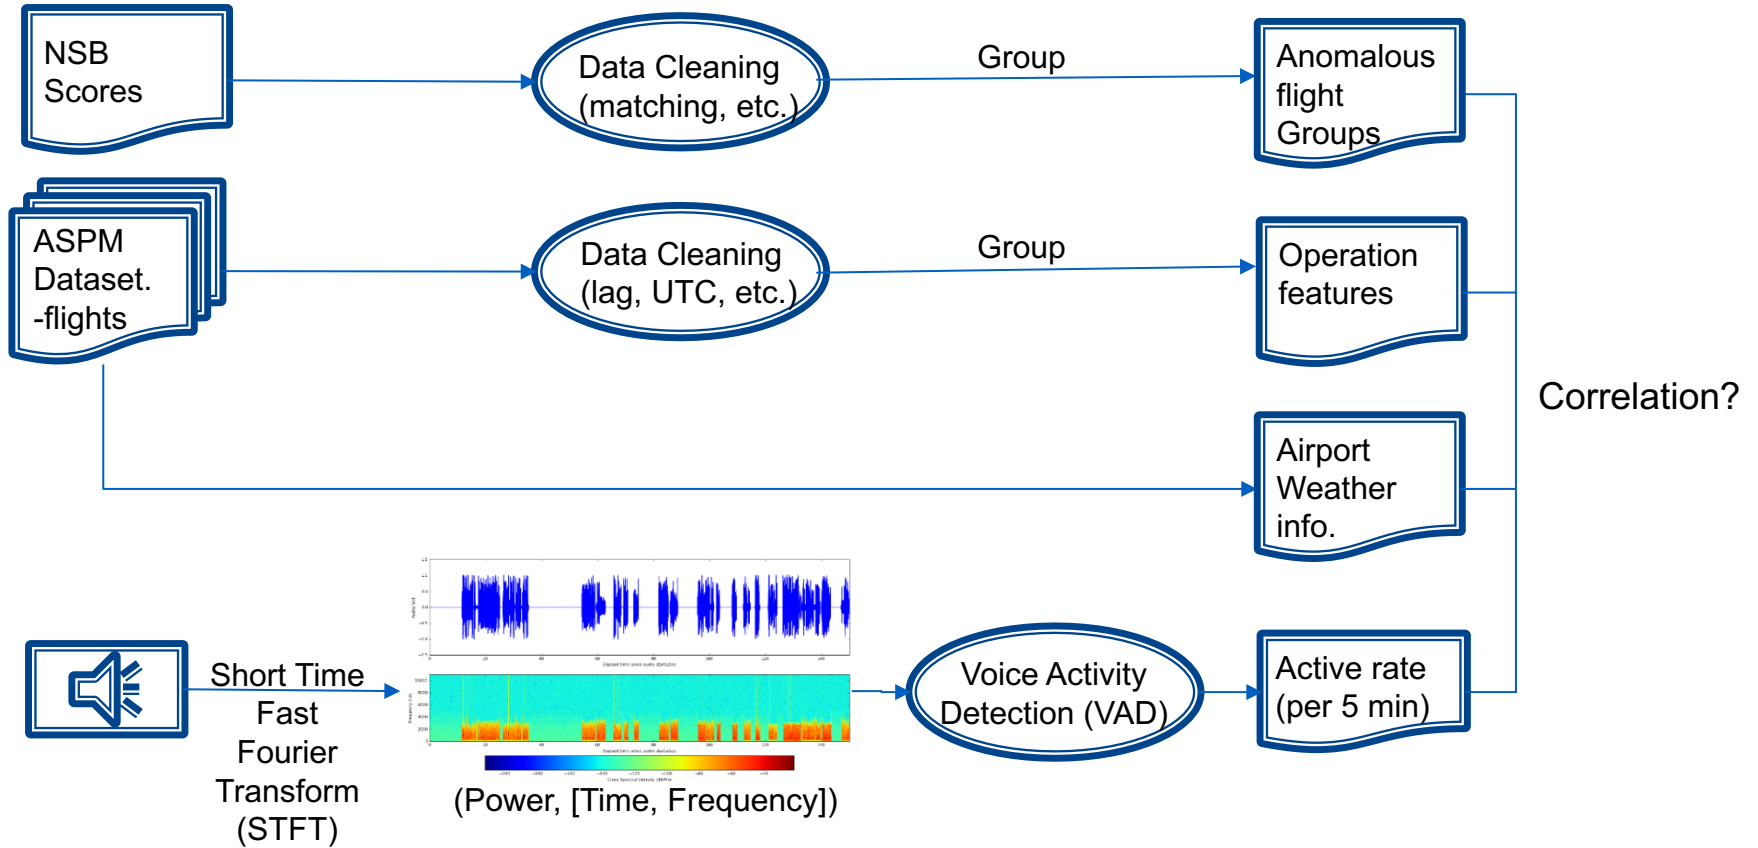 NSB
Scores
Data Cleaning
(matching, etc.)
Group
Anomalous
flight
Groups
ASPM
Dataset.
-flights
Data Cleaning
(lag, UTC, etc.)
Group
Operation
features
Correlation?
Airport
Weather
info.
Short Time
Fast
Fourier
Transform
(STFT)
(Power, [Time, Frequency])
Voice Activity
Detection (VAD)
Active rate
(per 5 min)